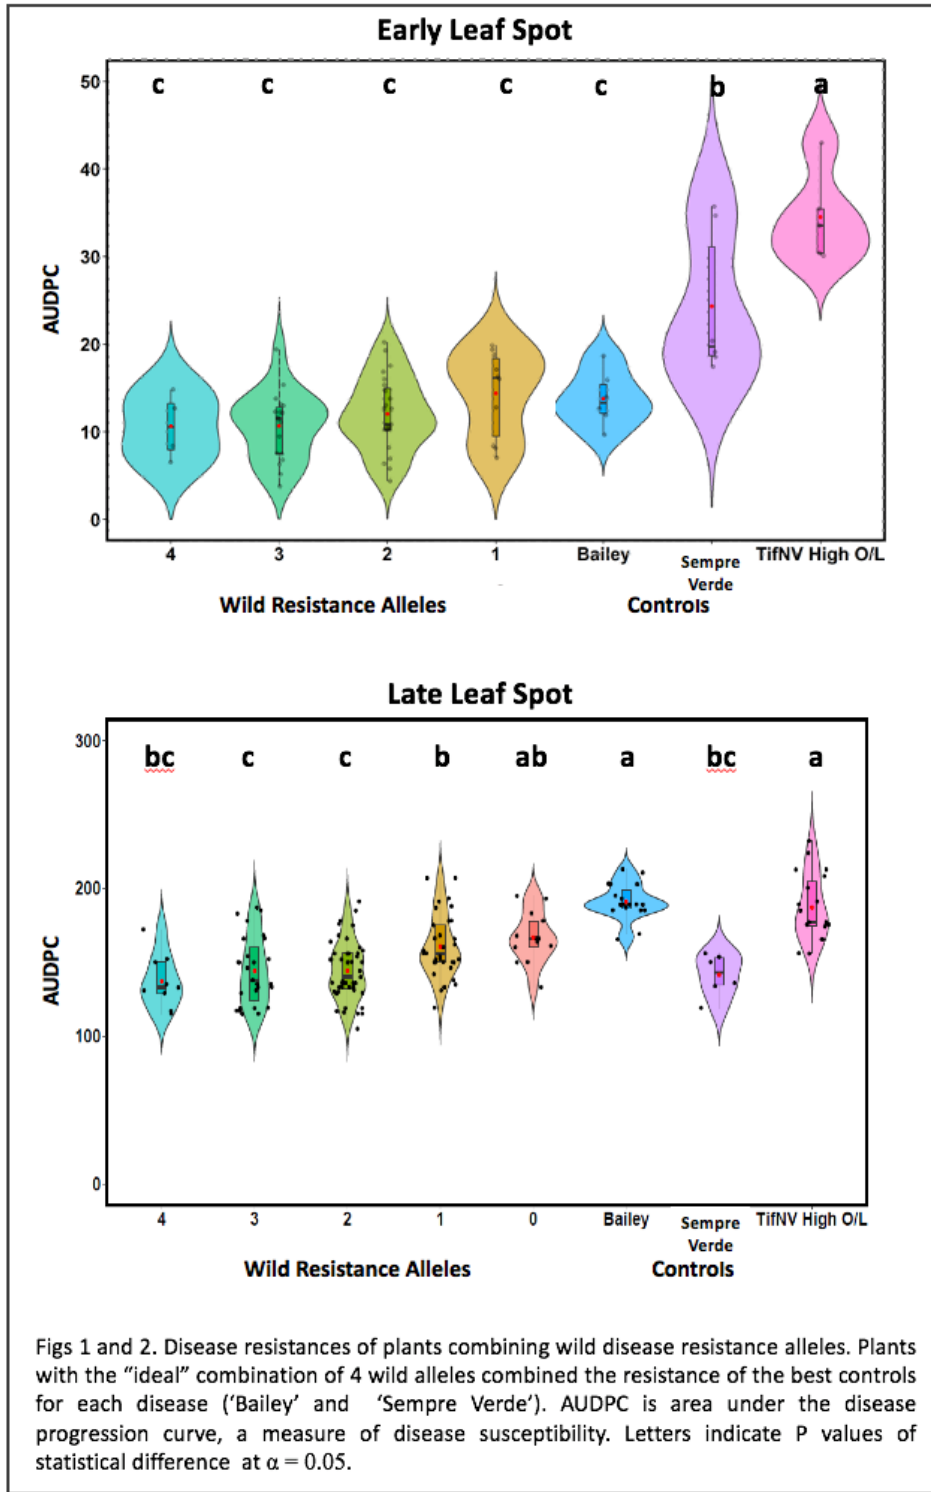 Early Leaf Spot
c c c c c b a
50
40
30
20
10
0
AUDPC
4 3 2 1 Bailey Sempre Verde TifNV High O/L
Wild Resistance Alleles Controls
Late Leaf Spot
bc c c b ab a bc a
300
200
100
0
AUDPC
4 3 2 1 0 Bailey Sempre Verde TifNV High O/L
Wild Resistance Alleles Controls
Figs 1 and 2. Disease resistances of plants combining wild disease resistance alleles. Plants
with the “ideal” combination of 4 wild alleles combined the resistance of the best controls
for each disease (‘Bailey’ and ‘Sempre Verde‘). AUDPC is area under the disease
progression curve, a measure of disease susceptibility. Letters indicate P values of
statistical difference at α = 0.05.